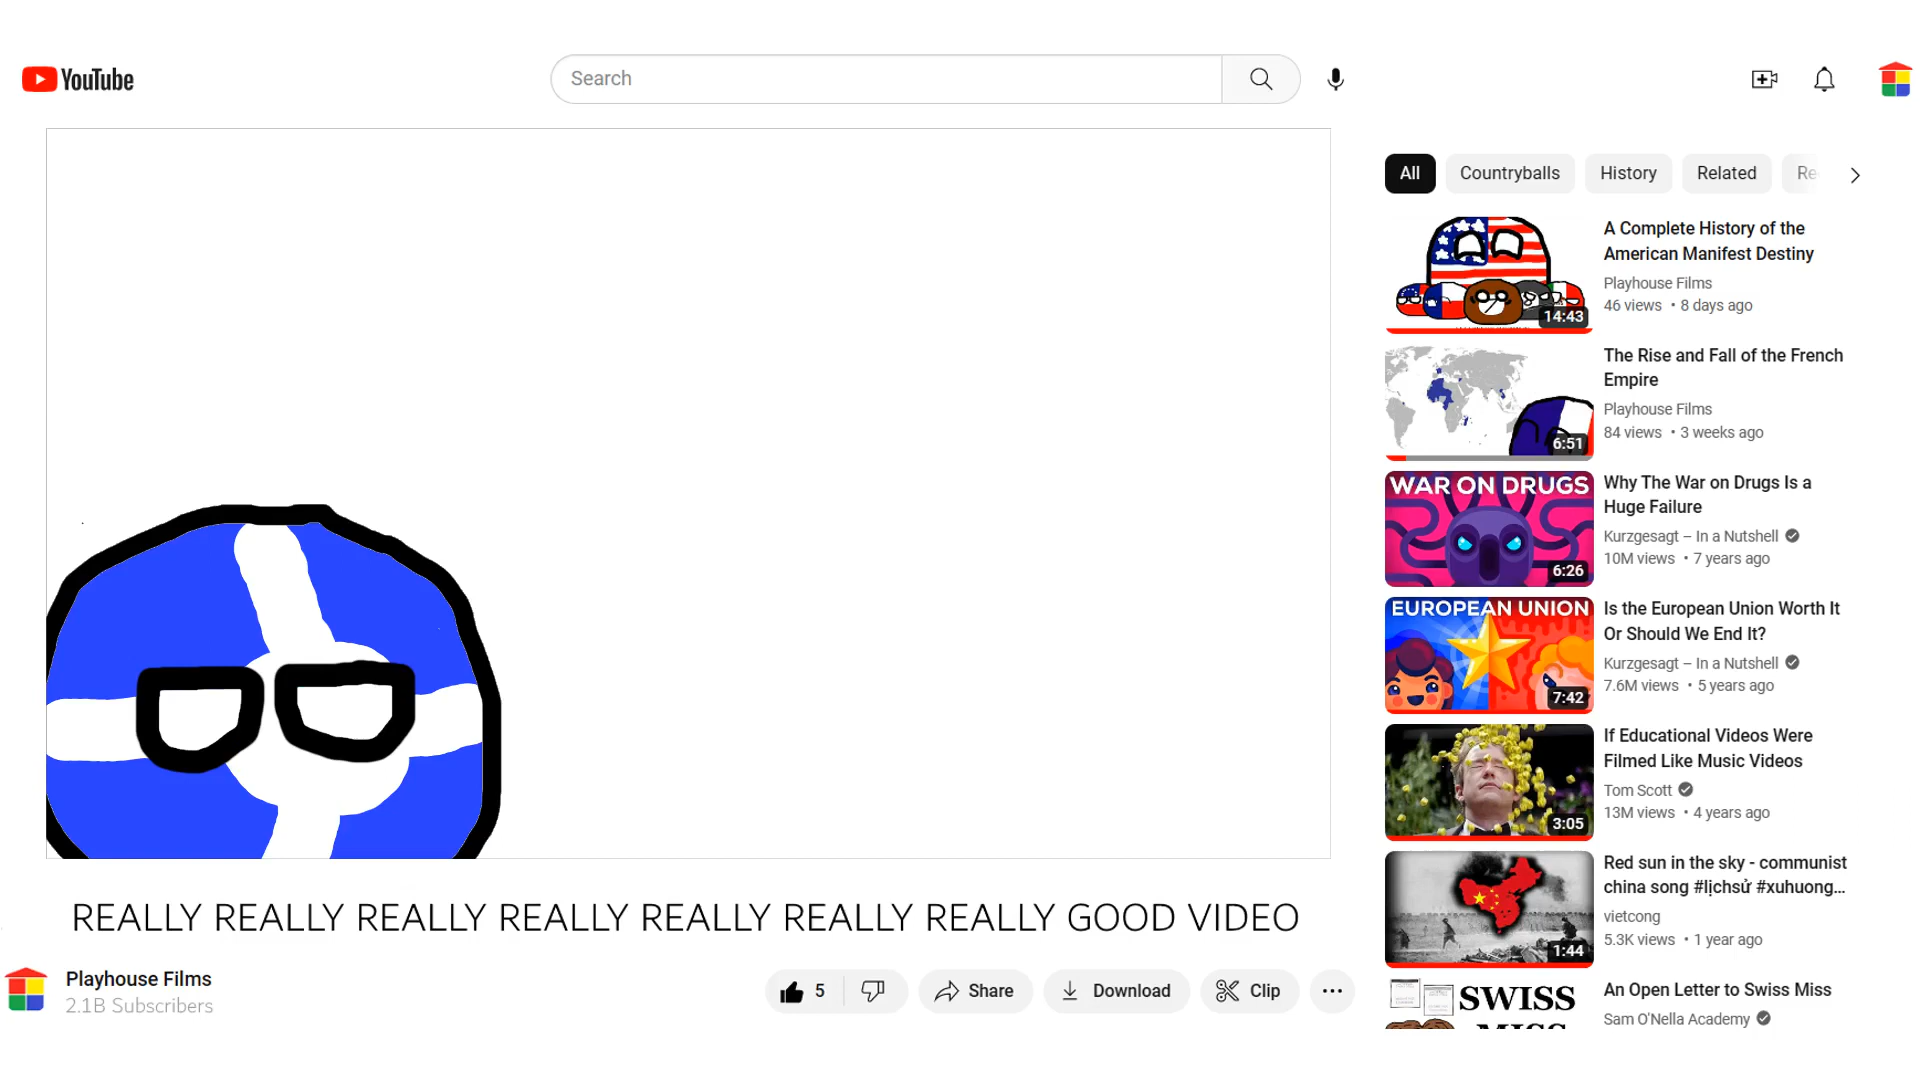 YouTube
Search
All
Countryballs
History
Related
Re
A Complete History of the
American Manifest Destiny
Playhouse Films
46 views • 8 days ago
14:43
The Rise and Fall of the French
Empire
Playhouse Films
84 views • 3 weeks ago
6:51
WAR ON DRUGS
Why The War on Drugs Is a
Huge Failure
Kurzgesagt – In a Nutshell
10M views • 7 years ago
6:26
EUROPEAN UNION
Is the European Union Worth It
Or Should We End It?
Kurzgesagt – In a Nutshell
7.6M views • 5 years ago
7:42
If Educational Videos Were
Filmed Like Music Videos
Tom Scott
13M views • 4 years ago
3:05
Red sun in the sky - communist
china song #lịchsử #xuhuong...
vietcong
5.3K views • 1 year ago
1:44
SWISS
MISS
An Open Letter to Swiss Miss
Sam O'Nella Academy
REALLY REALLY REALLY REALLY REALLY REALLY REALLY GOOD VIDEO
Playhouse Films
2.1B Subscribers
5
Share
Download
Clip